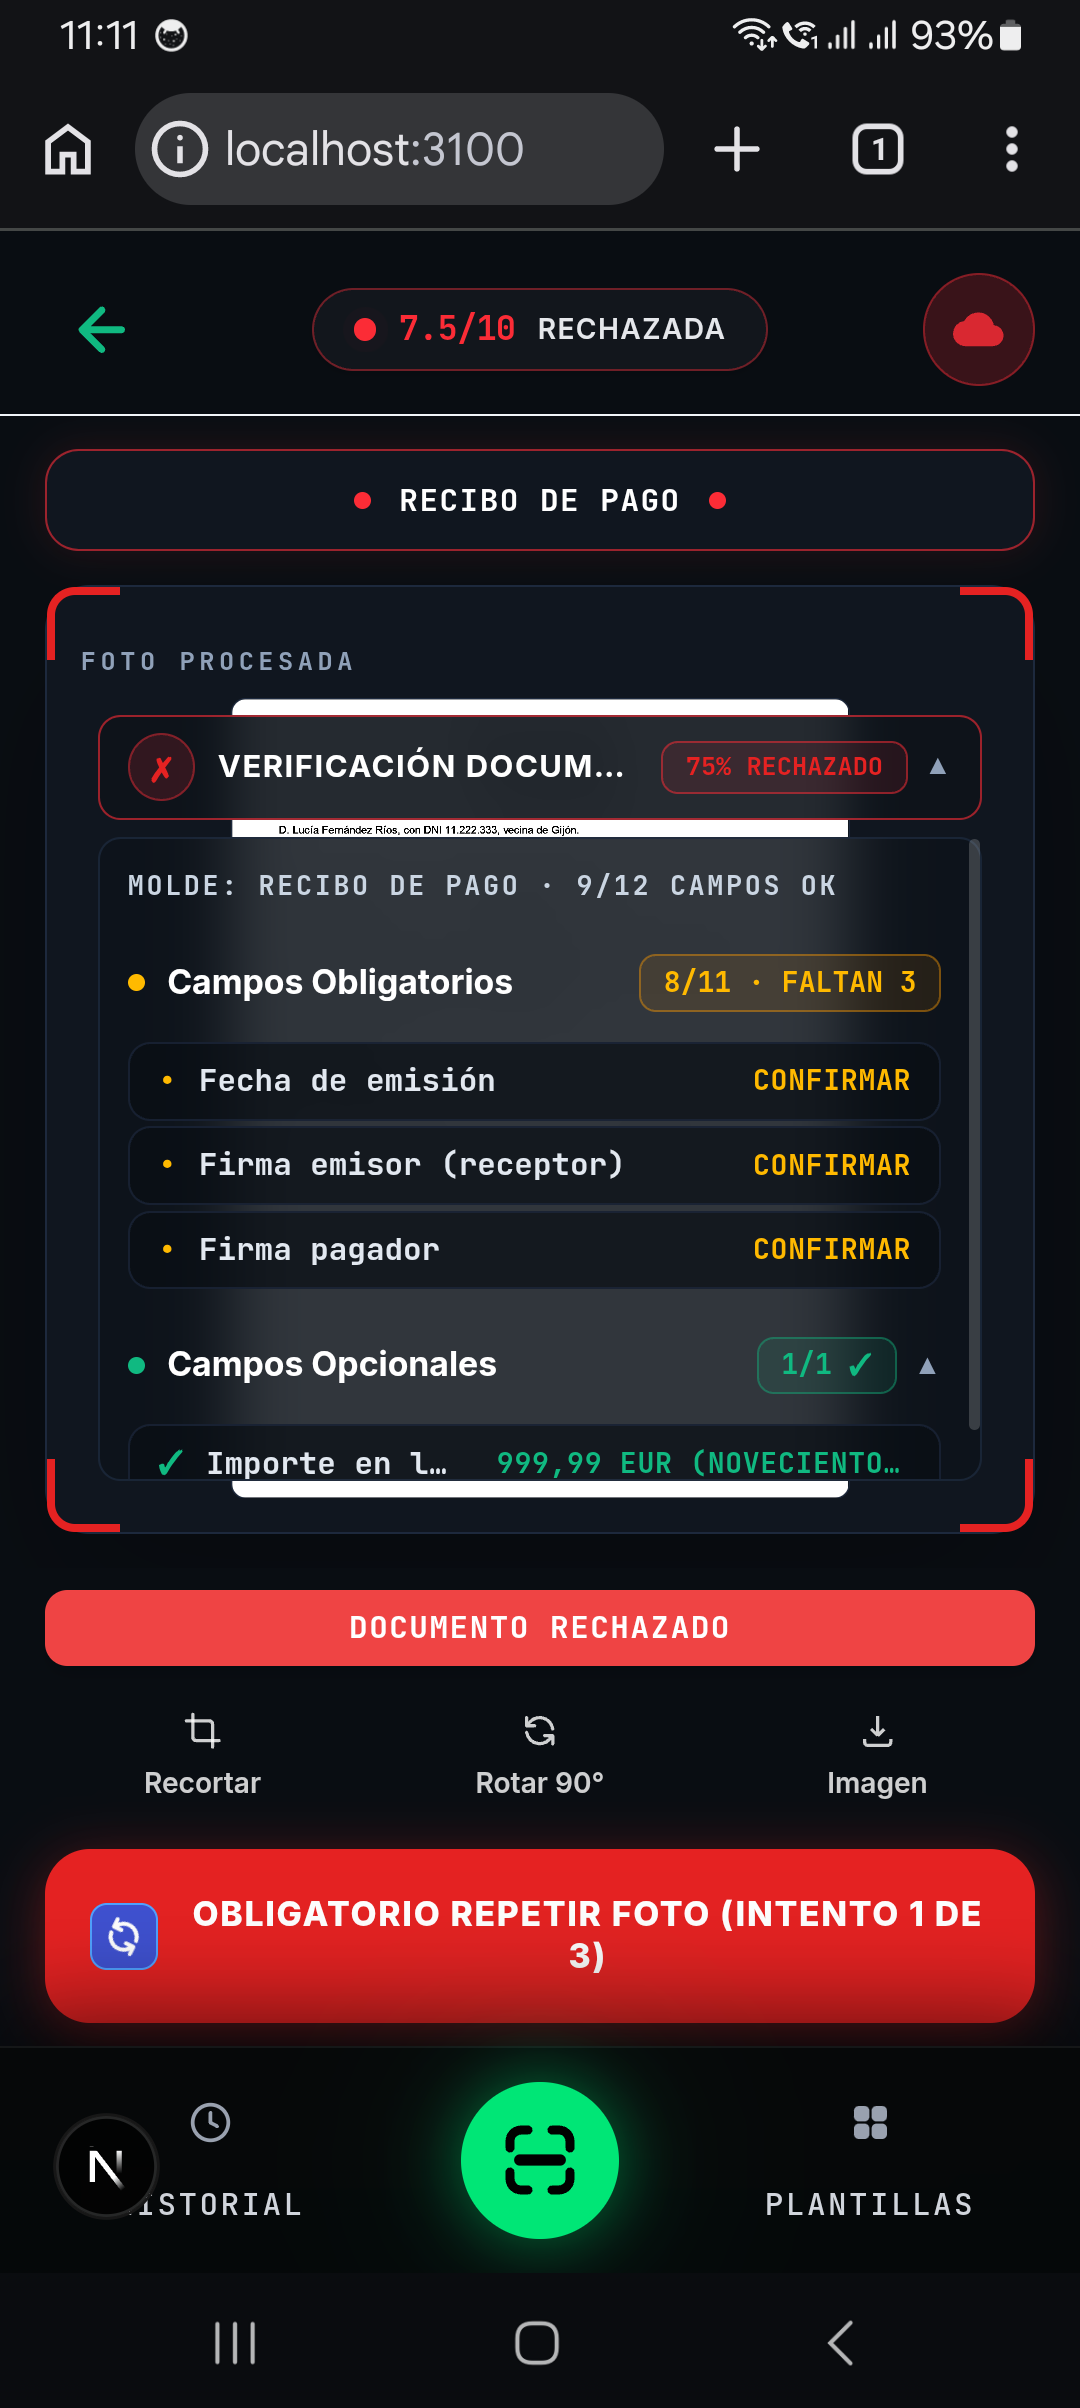 11:11
93%
localhost:3100
1
7.5/10 RECHAZADA
RECIBO DE PAGO
FOTO PROCESADA
✗ VERIFICACIÓN DOCUM... 75% RECHAZADO ▲
D. Lucía Fernández Ríos, con DNI 11.222.333, vecina de Gijón.
MOLDE: RECIBO DE PAGO · 9/12 CAMPOS OK
Campos Obligatorios 8/11 · FALTAN 3
• Fecha de emisión CONFIRMAR
• Firma emisor (receptor) CONFIRMAR
• Firma pagador CONFIRMAR
Campos Opcionales 1/1 ✓ ▲
✓ Importe en l… 999,99 EUR (NOVECIENTO…
DOCUMENTO RECHAZADO
Recortar Rotar 90° Imagen
OBLIGATORIO REPETIR FOTO (INTENTO 1 DE
3)
N
ISTORIAL PLANTILLAS